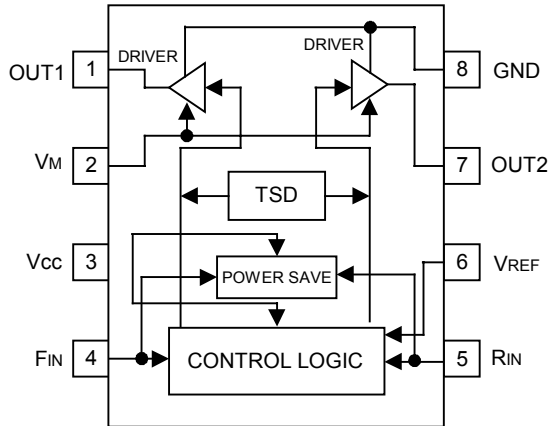 DRIVER
DRIVER
OUT1 1
8 GND
VM 2
7 OUT2
TSD
Vcc 3
6 VREF
POWER SAVE
FIN 4
CONTROL LOGIC
5 RIN